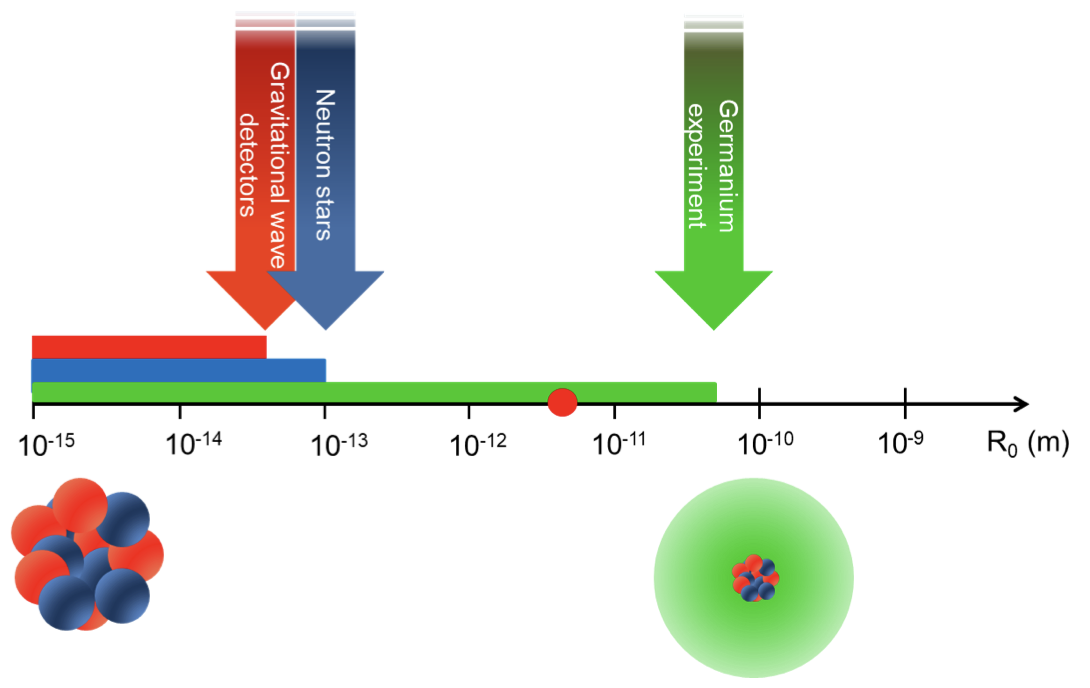 Gravitational wave
detectors
Neutron stars
Germanium
experiment
10⁻¹⁵
10⁻¹⁴
10⁻¹³
10⁻¹²
10⁻¹¹
10⁻¹⁰
10⁻⁹
R₀ (m)